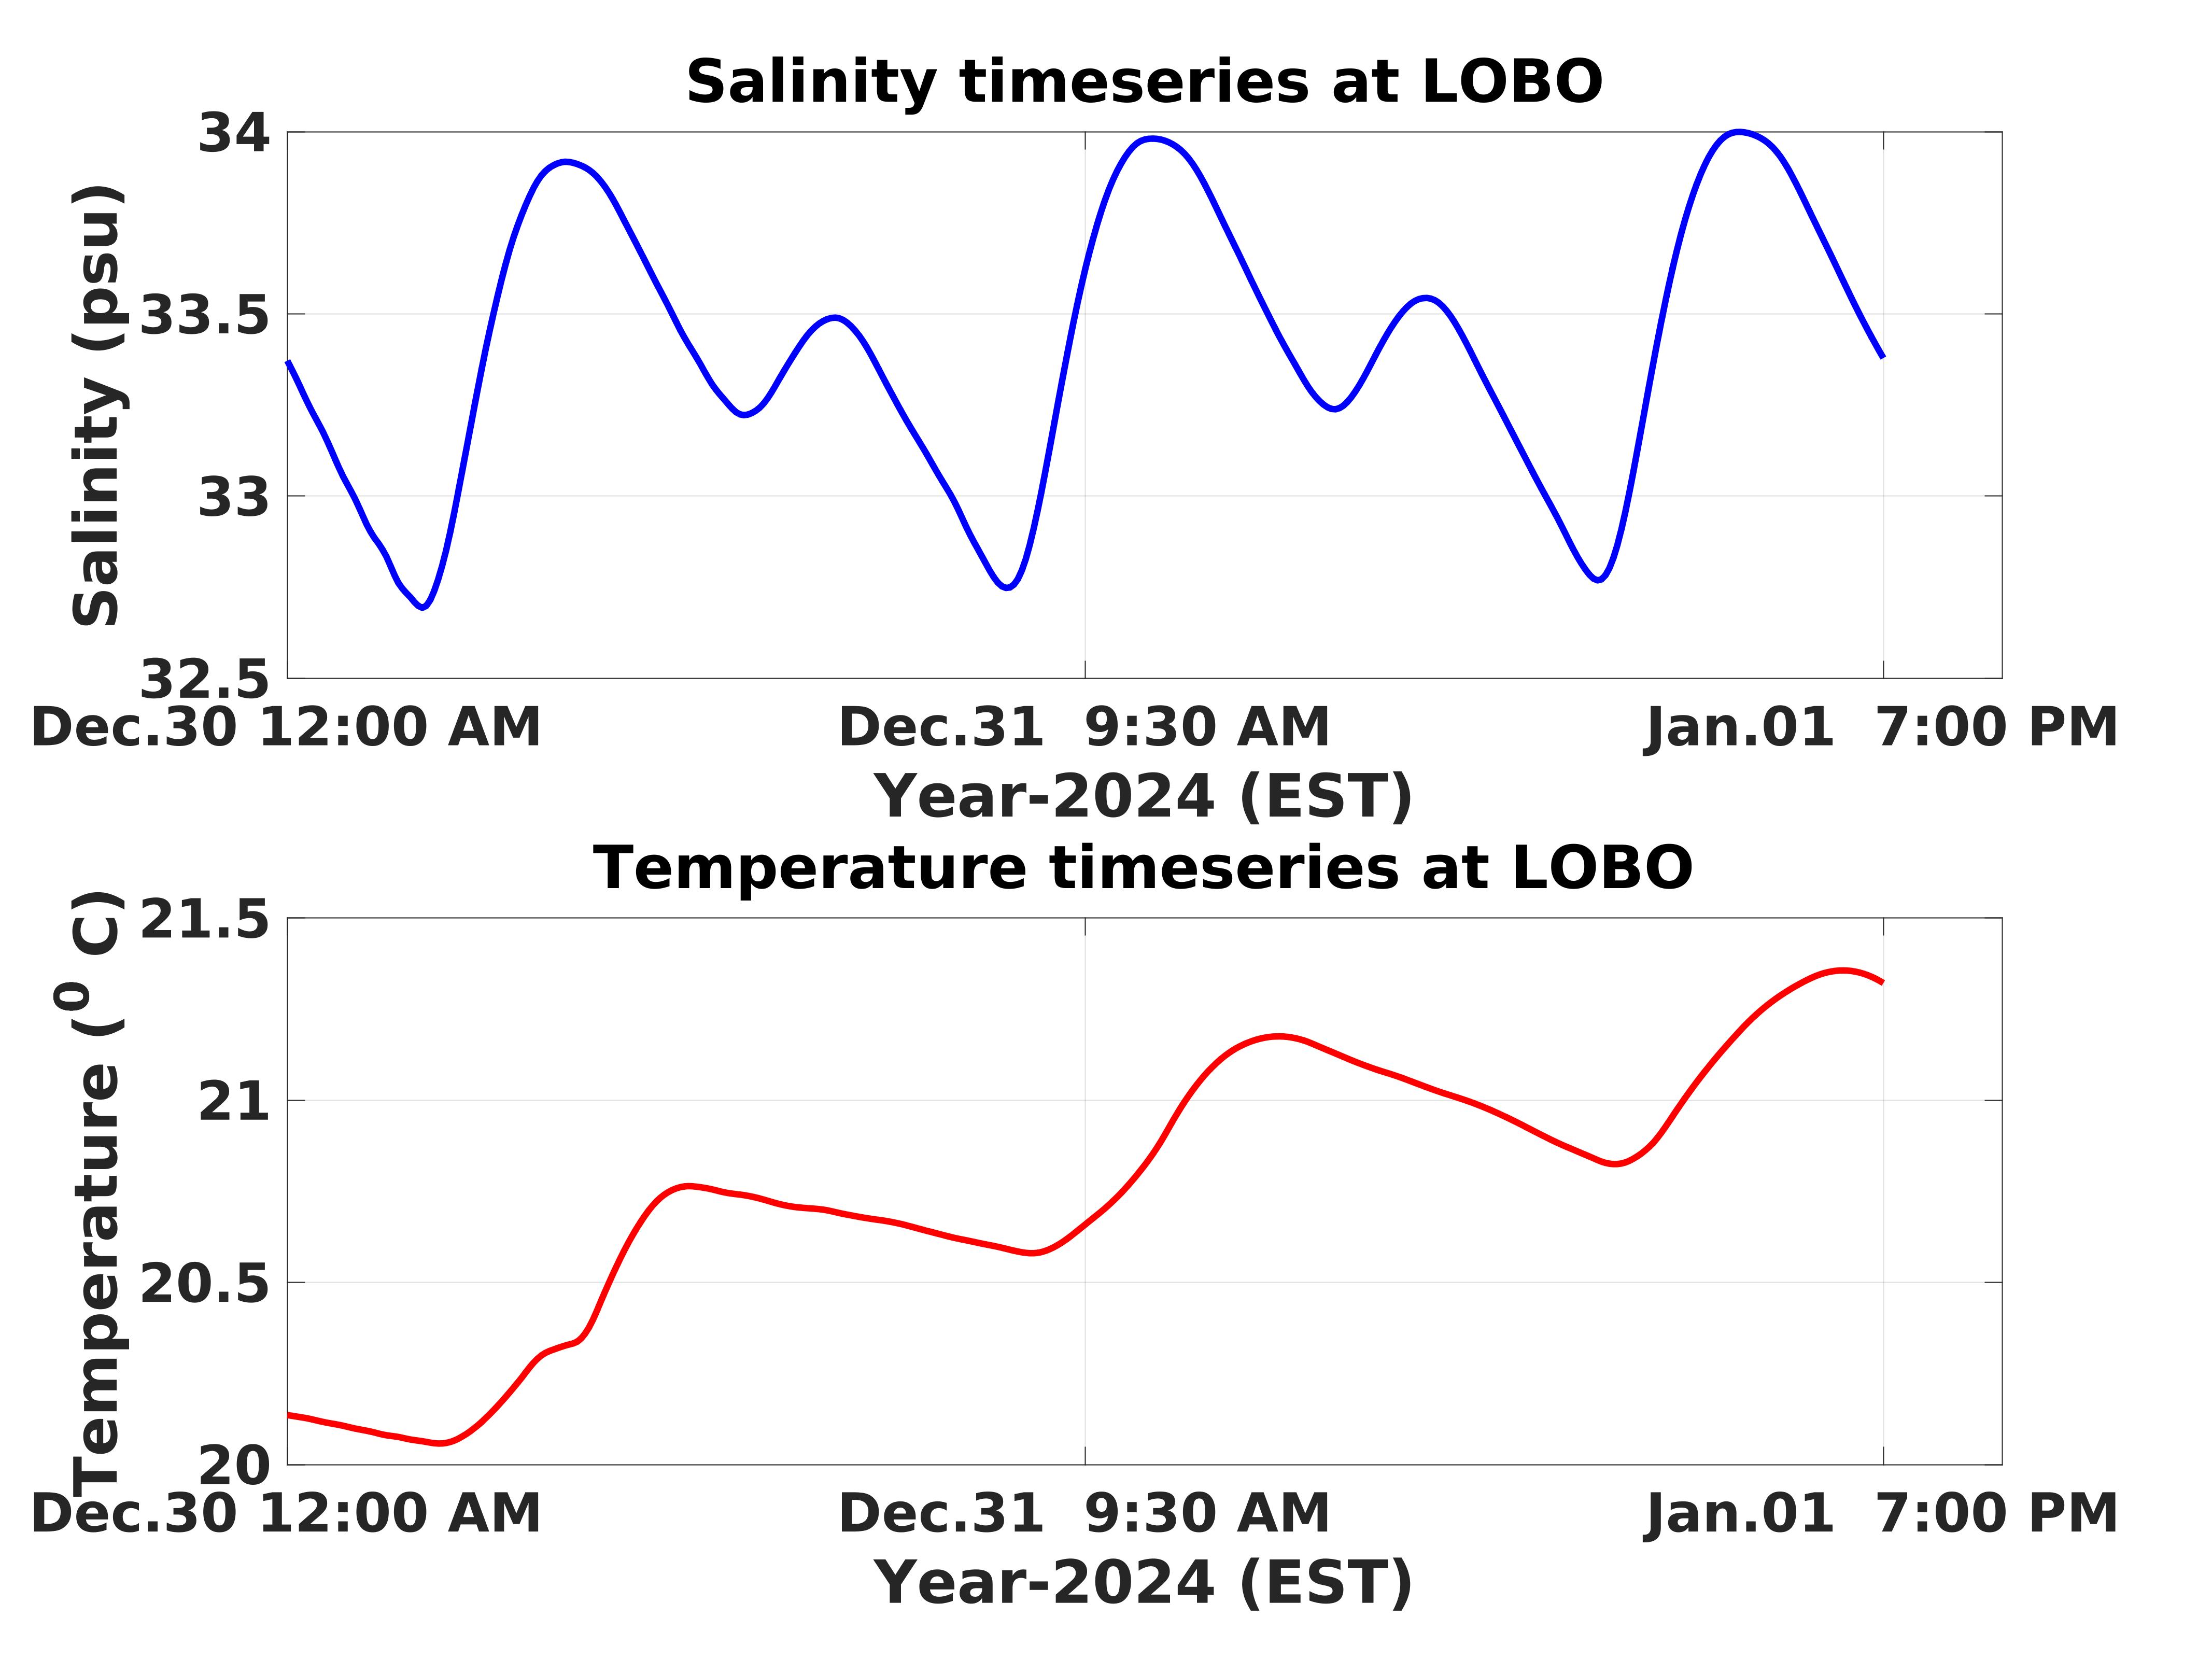 Salinity timeseries at LOBO
Salinity (psu)
34
33.5
33
32.5
Dec.30 12:00 AM Dec.31 9:30 AM Jan.01 7:00 PM
Year-2024 (EST)
Temperature timeseries at LOBO
Temperature (⁰ C)
21.5
21
20.5
20
Dec.30 12:00 AM Dec.31 9:30 AM Jan.01 7:00 PM
Year-2024 (EST)